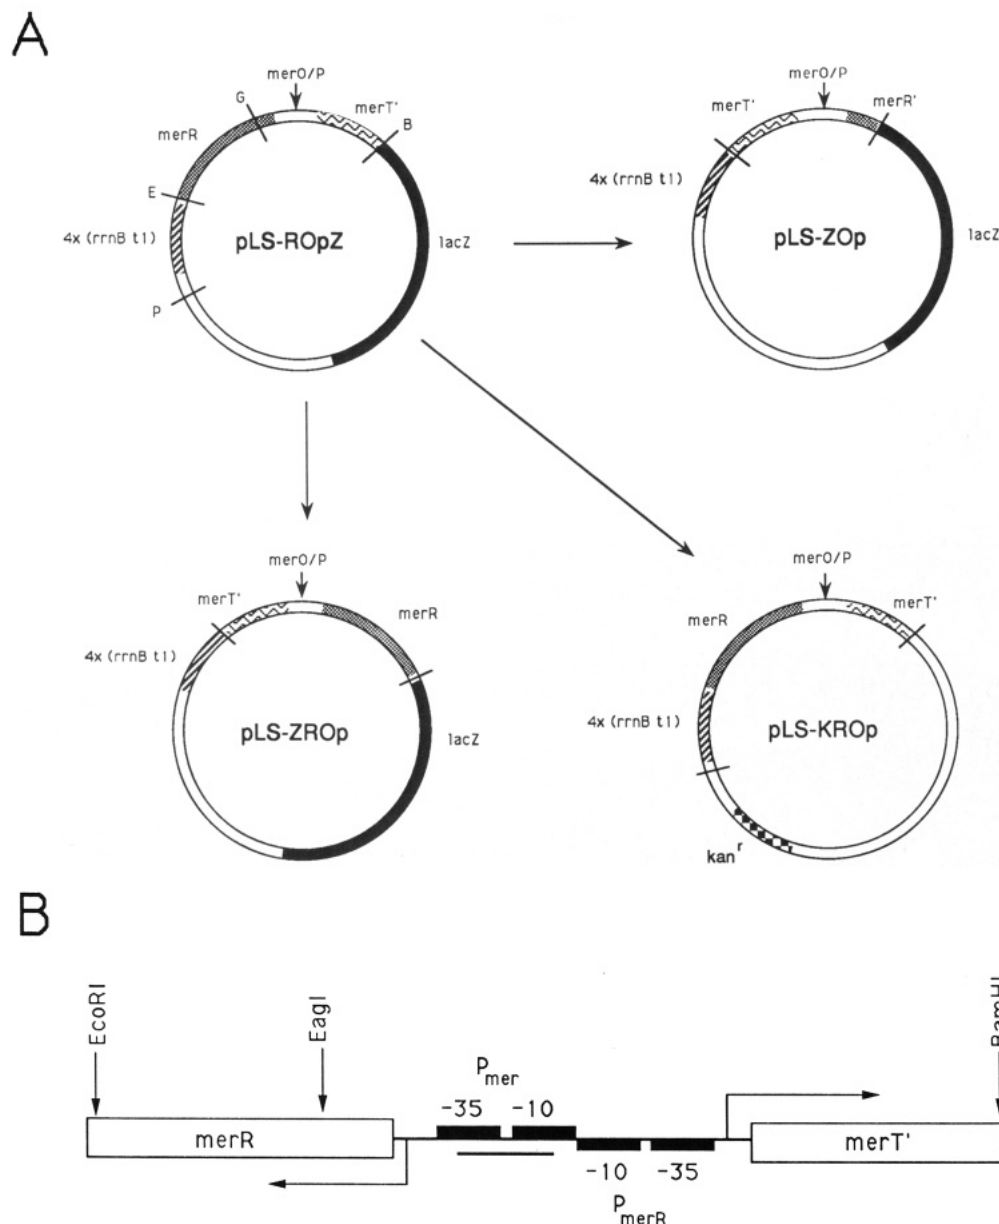 A
merO/P
G
merT'
B
merR
E
4x (rrnB t1)
pLS-ROpZ
lacZ
P
merO/P
merT'
merR'
4x (rrnB t1)
pLS-ZOp
lacZ
merO/P
merT'
merR
4x (rrnB t1)
pLS-ZROp
lacZ
merO/P
merR
merT'
4x (rrnB t1)
pLS-KROp
kan^r
B
EcoRI
EagI
BamHI
P_mer
-35 -10
merR
merT'
-10 -35
P_merR